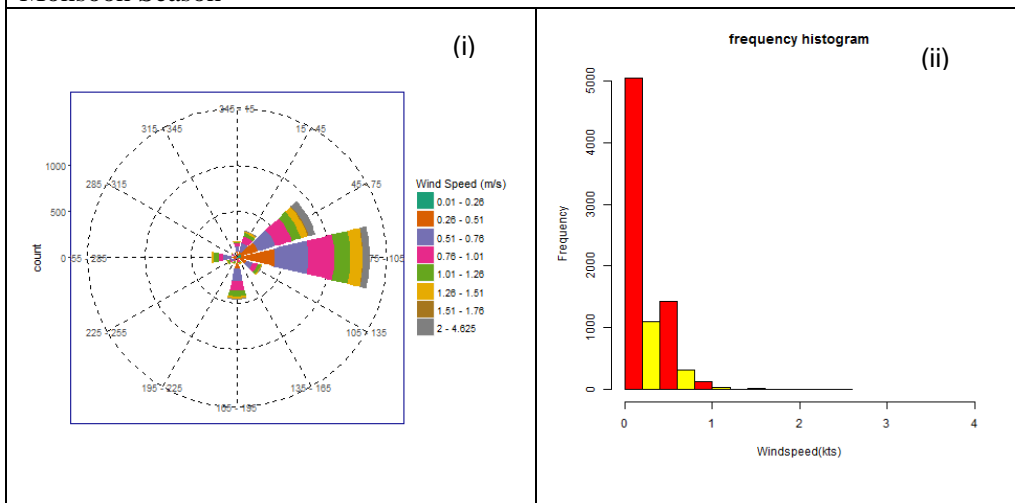 Monsoon Season
(i)
345 - 15
315 - 345
15 - 45
1000
285 - 315
45 - 75
500
Wind Speed (m/s)
0.01 - 0.26
0.26 - 0.51
0.51 - 0.76
0.76 - 1.01
1.01 - 1.26
1.26 - 1.51
1.51 - 1.76
2 - 4.625
count
0
55 - 285
75 - 105
225 - 255
105 - 135
195 - 225
135 - 165
165 - 195
frequency histogram
(ii)
5000
4000
3000
2000
1000
0
Frequency
0 1 2 3 4
Windspeed(kts)